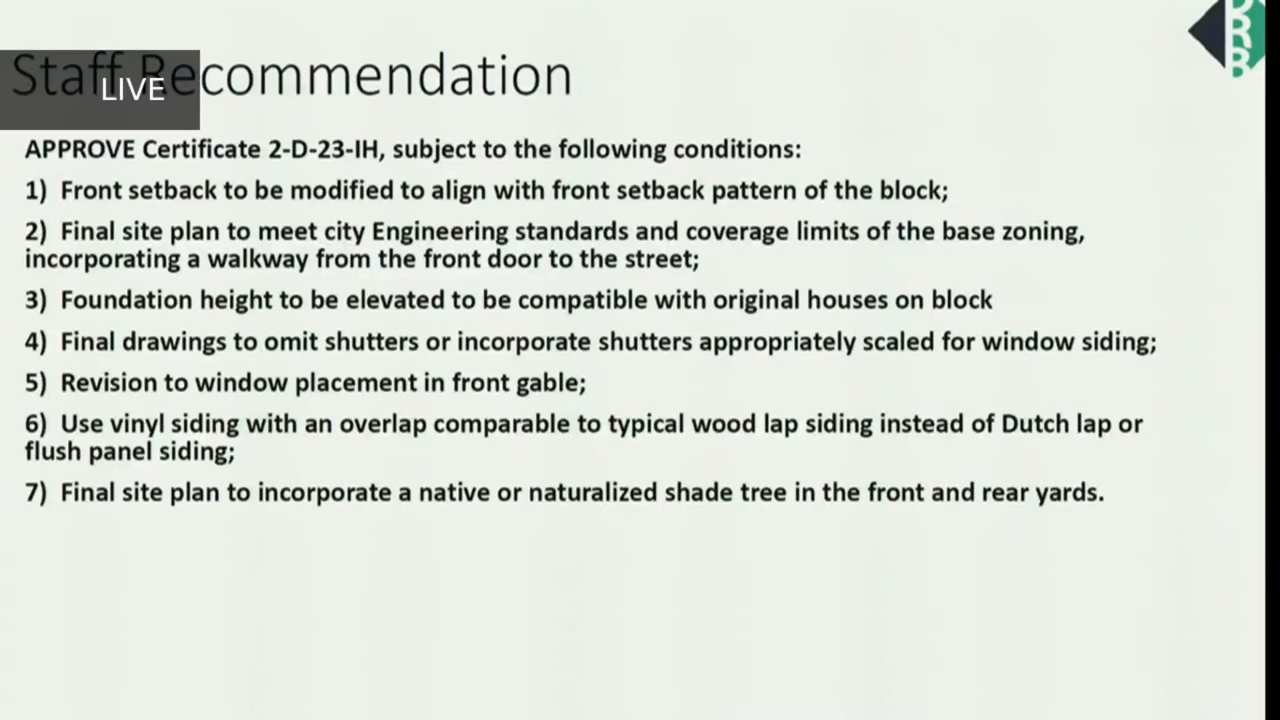 Staff Recommendation
LIVE
APPROVE Certificate 2-D-23-IH, subject to the following conditions:
1) Front setback to be modified to align with front setback pattern of the block;
2) Final site plan to meet city Engineering standards and coverage limits of the base zoning,
incorporating a walkway from the front door to the street;
3) Foundation height to be elevated to be compatible with original houses on block
4) Final drawings to omit shutters or incorporate shutters appropriately scaled for window siding;
5) Revision to window placement in front gable;
6) Use vinyl siding with an overlap comparable to typical wood lap siding instead of Dutch lap or
flush panel siding;
7) Final site plan to incorporate a native or naturalized shade tree in the front and rear yards.
DRB